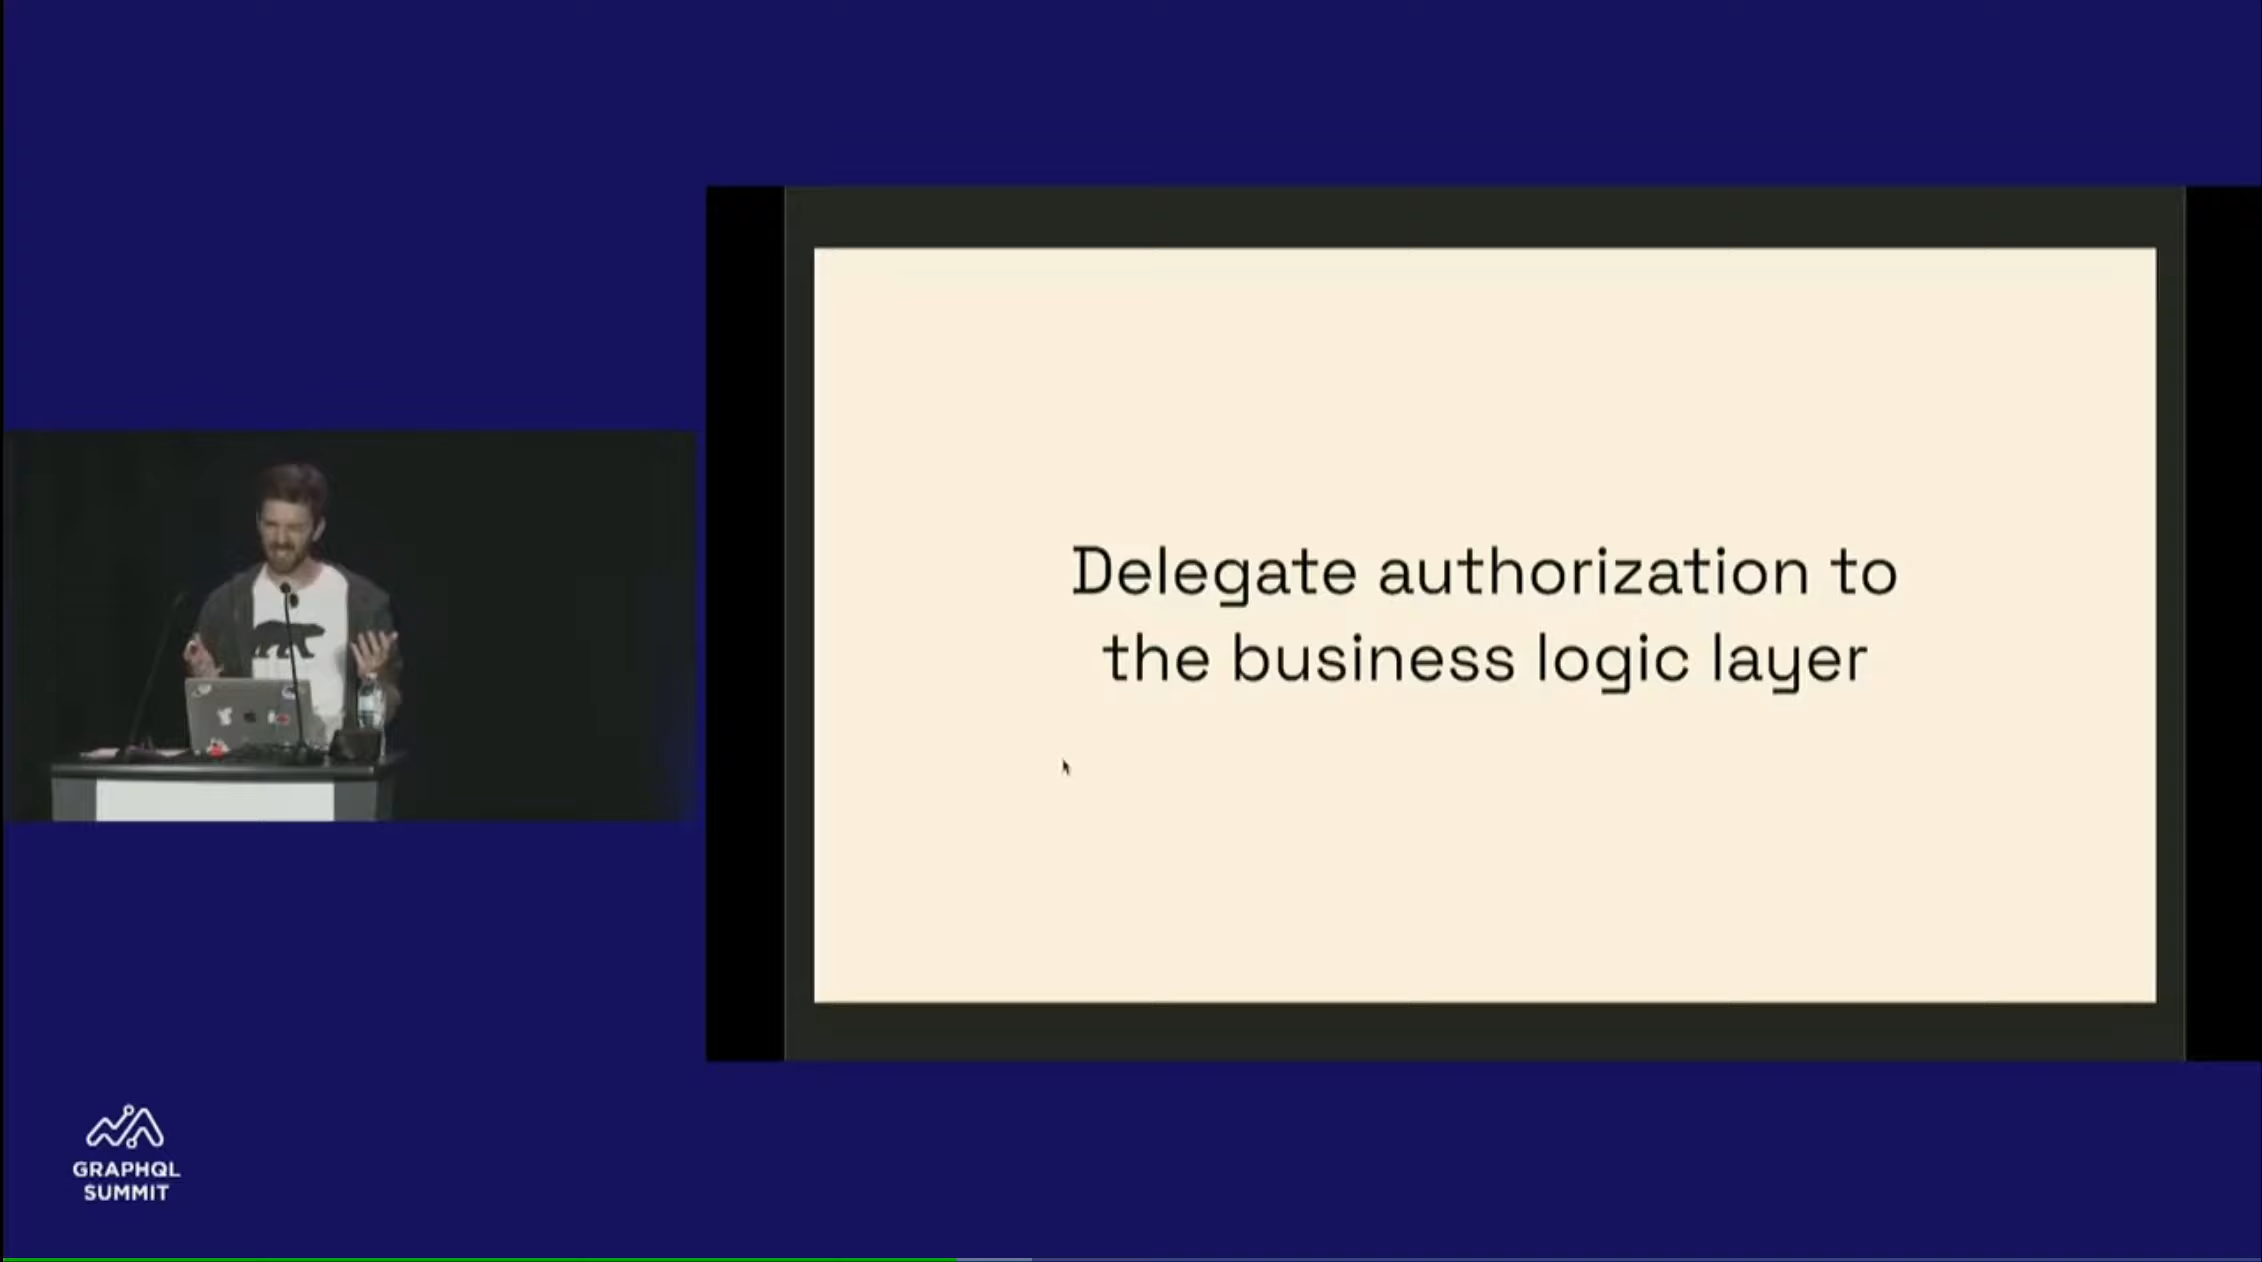 Delegate authorization to
the business logic layer
GRAPHQL
SUMMIT